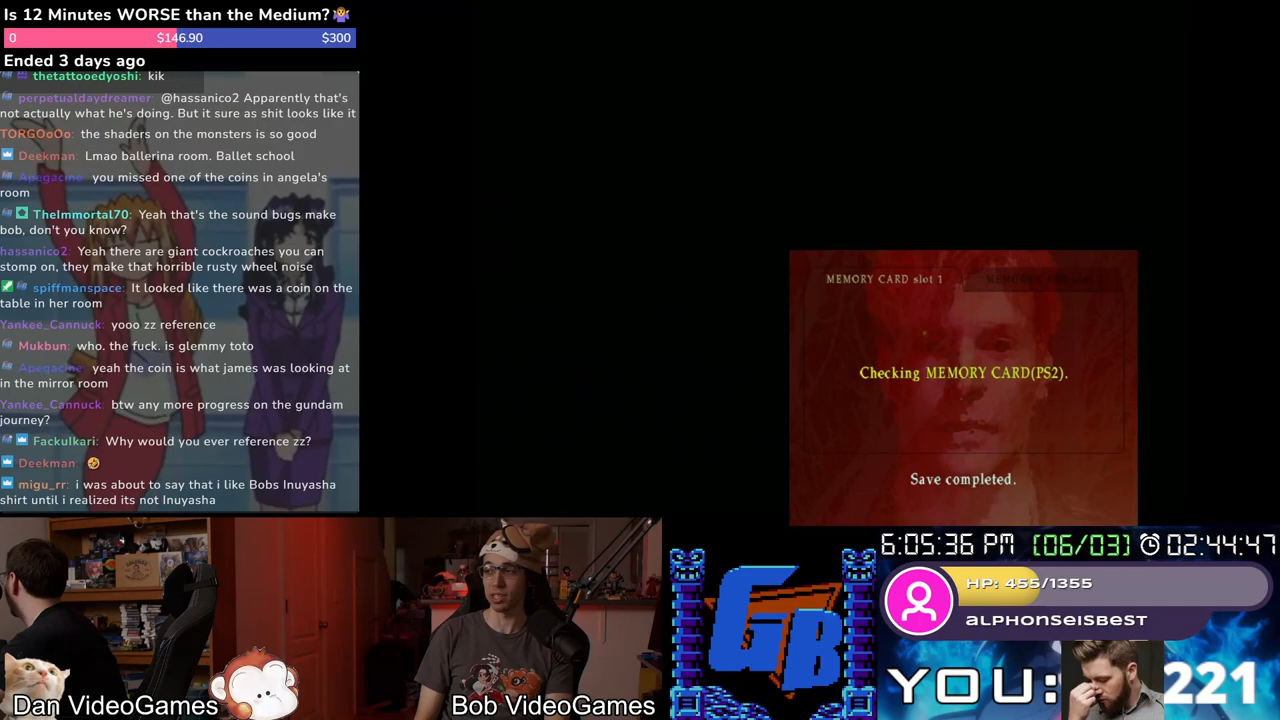 Is 12 Minutes WORSE than the Medium?🤷‍♀️
0 $146.90 $300
Ended 3 days ago
thetattooedyoshi: kik
perpetualdaydreamer: @hassanico2 Apparently that's
not actually what he's doing. But it sure as shit looks like it
TORGOoOo: the shaders on the monsters is so good
Deekman: Lmao ballerina room. Ballet school
Apegacine: you missed one of the coins in angela's
room
TheImmortal70: Yeah that's the sound bugs make
bob, don't you know?
hassanico2: Yeah there are giant cockroaches you can
stomp on, they make that horrible rusty wheel noise
spiffmanspace: It looked like there was a coin on the
table in her room
Yankee_Cannuck: yooo zz reference
Mukbun: who. the fuck. is glemmy toto
Apegacine: yeah the coin is what james was looking at
in the mirror room
Yankee_Cannuck: btw any more progress on the gundam
journey?
Fackulkari: Why would you ever reference zz?
Deekman: 🤣
migu_rr: i was about to say that i like Bobs Inuyasha
shirt until i realized its not Inuyasha
MEMORY CARD slot 1
Checking MEMORY CARD(PS2).
Save completed.
Dan VideoGames
Bob VideoGames
GB
6:05:36 PM [06/03] 02:44:47
HP: 455/1355
aLPHONSeISBeST
YOU: 221